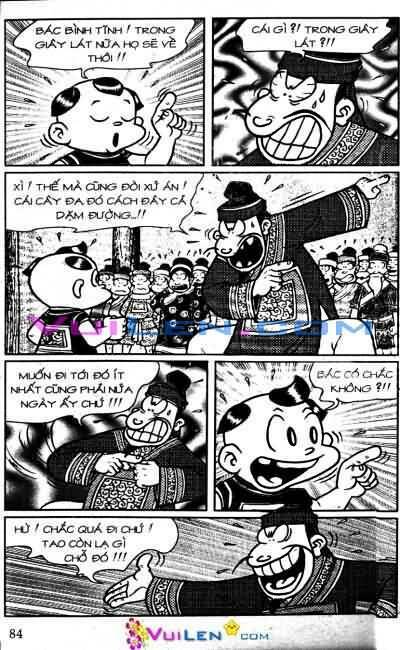 BÁC BÌNH TĨNH ! TRONG
GIÂY LÁT NỮA HỌ SẼ VỀ
THÔI !!
CÁI GÌ ?! TRONG GIÂY
LÁT ?!!
XÌ ! THẾ MÀ CŨNG ĐÒI XỬ ÁN !
CÁI CÂY ĐA ĐÓ CÁCH ĐÂY CẢ
DẶM ĐƯỜNG..!!
VUILEN.COM
MUỐN ĐI TỚI ĐÓ ÍT
NHẤT CŨNG PHẢI NỬA
NGÀY ẤY CHỨ !!!
BÁC CÓ CHẮC
KHÔNG ?!!
HỪ ! CHẮC QUÁ ĐI CHỨ !
TAO CÒN LẠ GÌ
CHỖ ĐÓ !!!
84
VUILEN.COM